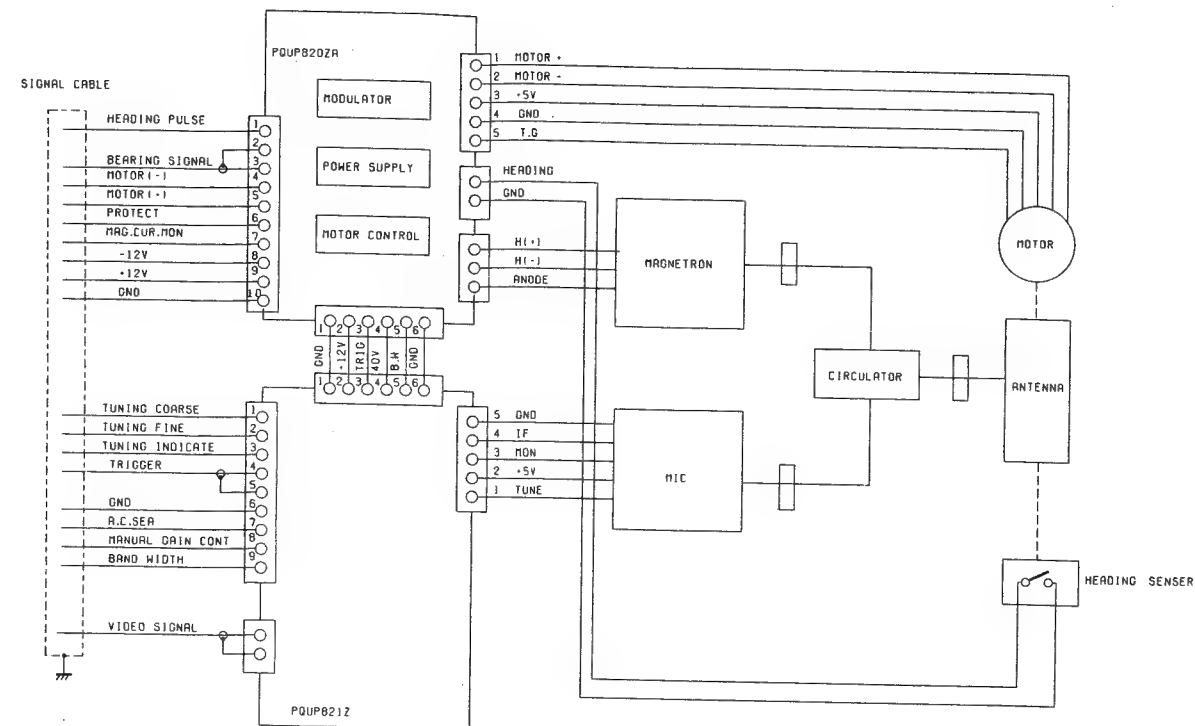 PQUP820ZA
SIGNAL CABLE
MODULATOR
POWER SUPPLY
MOTOR CONTROL
HEADING PULSE 1
2
BEARING SIGNAL 3
MOTOR(-) 4
MOTOR(+) 5
PROTECT 6
MAG.CUR.MON 7
-12V 8
+12V 9
GND 10
1 MOTOR +
2 MOTOR -
3 +5V
4 GND
5 T.G
HEADING
GND
H(+)
H(-)
ANODE
MAGNETRON
MOTOR
1 2 3 4 5 6
GND +12V TRIG 40V B.W GND
1 2 3 4 5 6
CIRCULATOR
ANTENNA
TUNING COARSE 1
TUNING FINE 2
TUNING INDICATE 3
TRIGGER 4
5
GND 6
A.C.SEA 7
MANUAL GAIN CONT 8
BAND WIDTH 9
5 GND
4 IF
3 MON
2 +5V
1 TUNE
MIC
HEADING SENSER
VIDEO SIGNAL
PQUP821Z